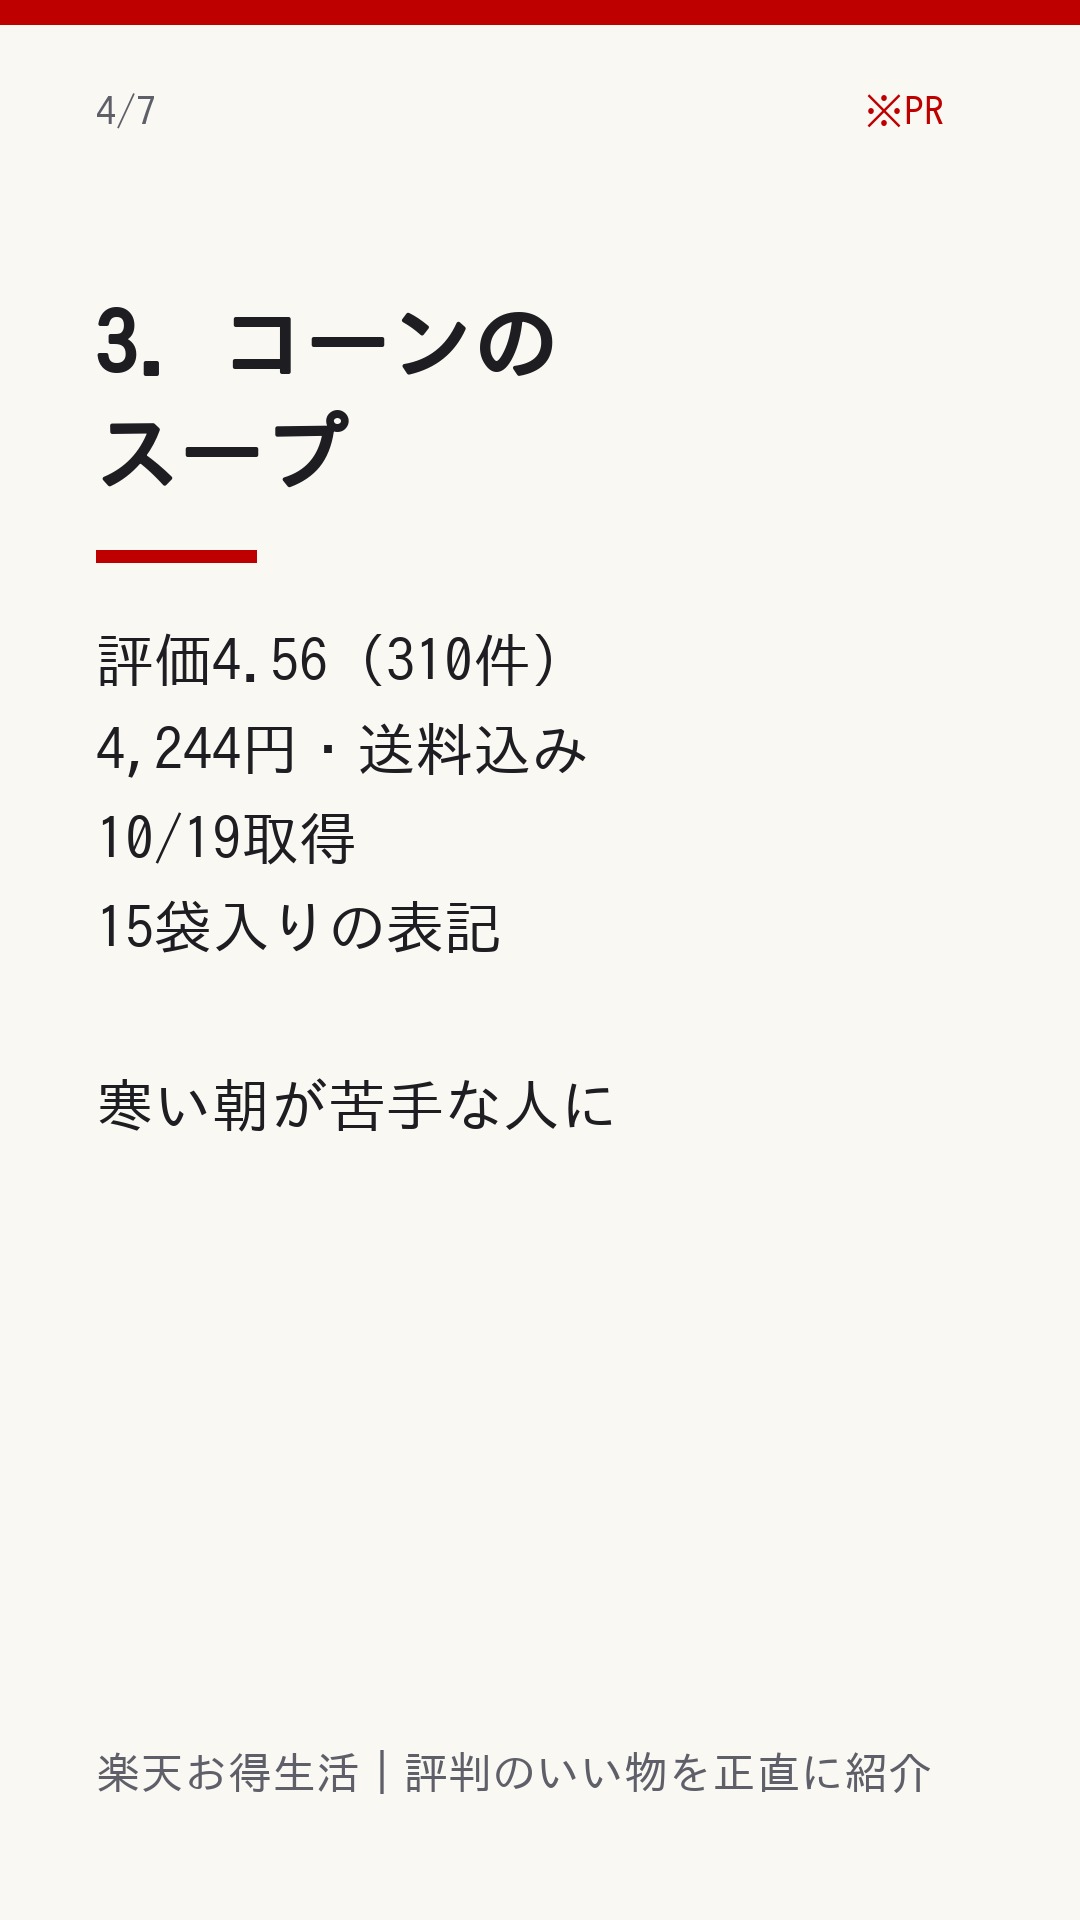 4/7
※PR
3. コーンの
スープ
評価4.56（310件）
4,244円・送料込み
10/19取得
15袋入りの表記
寒い朝が苦手な人に
楽天お得生活｜評判のいい物を正直に紹介